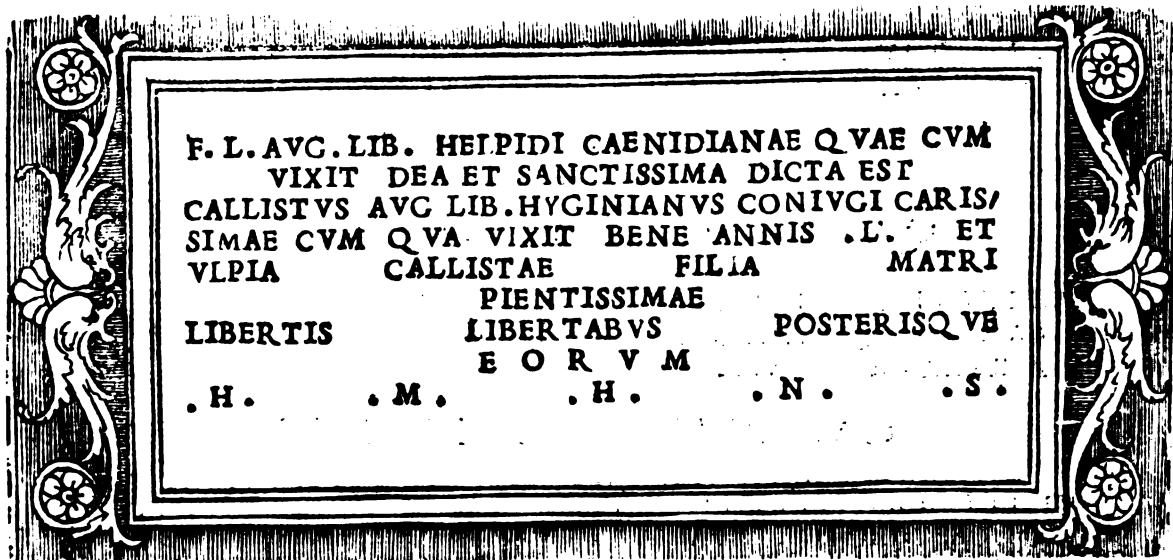 F. L. AVG. LIB. HELPIDI CAENIDIANAE QVAE CVM
VIXIT DEA ET SANCTISSIMA DICTA EST
CALLISTVS AVG LIB. HYGINIANVS CONIVGI CARIS/
SIMAE CVM QVA VIXIT BENE ANNIS .L. ET
VLPIA CALLISTAE FILIA MATRI
PIENTISSIMAE
LIBERTIS LIBERTABVS POSTERISQVE
EORVM
.H. .M. .H. .N. .S.